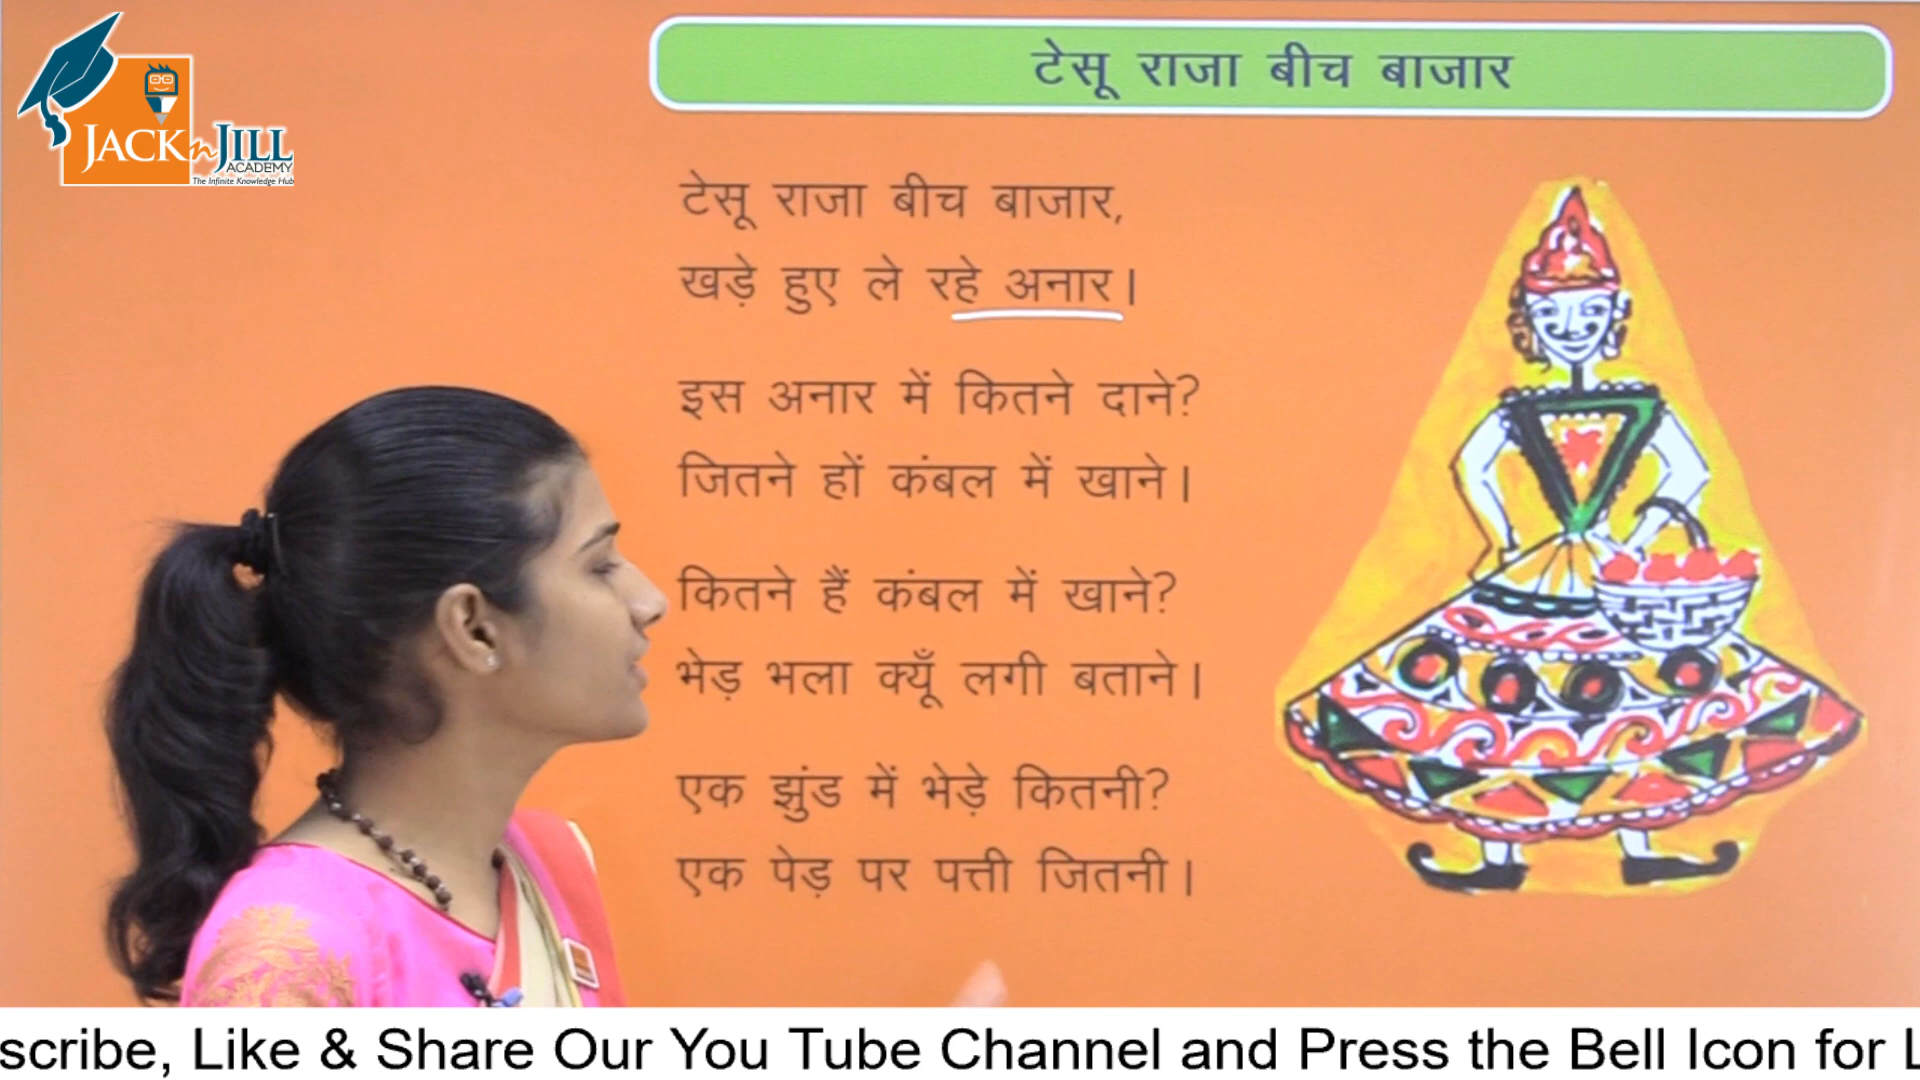 JACK n JILL
ACADEMY
The Infinite Knowledge Hub
टेसू राजा बीच बाजार
टेसू राजा बीच बाजार,
खड़े हुए ले रहे अनार।
इस अनार में कितने दाने?
जितने हों कंबल में खाने।
कितने हैं कंबल में खाने?
भेड़ भला क्यूँ लगी बताने।
एक झुंड में भेड़े कितनी?
एक पेड़ पर पत्ती जितनी।
scribe, Like & Share Our You Tube Channel and Press the Bell Icon for L